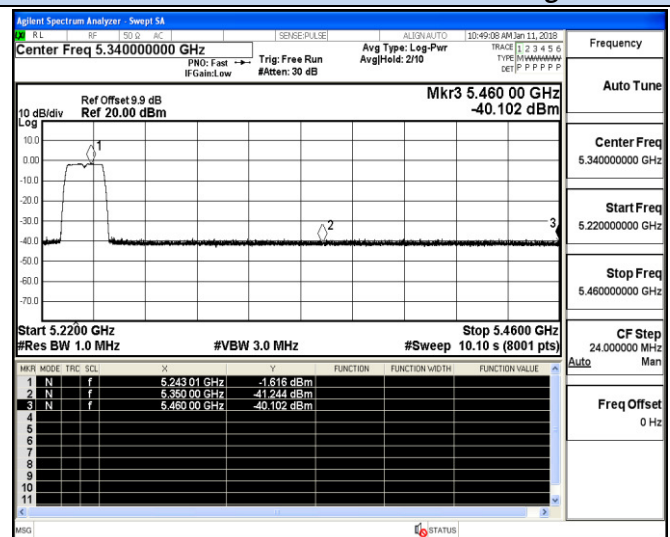 Agilent Spectrum Analyzer - Swept SA
RL RF 50 Ω AC SENSE:PULSE ALIGNAUTO 10:49:08 AM Jan 11, 2018
Center Freq 5.340000000 GHz
PNO: Fast
IFGain:Low
Trig: Free Run
#Atten: 30 dB
Avg Type: Log-Pwr
Avg|Hold: 2/10
TRACE 1 2 3 4 5 6
TYPE MWWWWW
DET P P P P P P
Mkr3 5.460 00 GHz
-40.102 dBm
Ref Offset 9.9 dB
10 dB/div Ref 20.00 dBm
Log
10.0
0.00
-10.0
-20.0
-30.0
-40.0
-50.0
-60.0
-70.0
1
2
3
Start 5.2200 GHz Stop 5.4600 GHz
#Res BW 1.0 MHz #VBW 3.0 MHz #Sweep 10.10 s (8001 pts)
MKR MODE TRC SCL X Y FUNCTION FUNCTION WIDTH FUNCTION VALUE
1 N f 5.243 01 GHz -1.616 dBm
2 N f 5.350 00 GHz -41.244 dBm
3 N f 5.460 00 GHz -40.102 dBm
4
5
6
7
8
9
10
11
MSG STATUS
Frequency
Auto Tune
Center Freq
5.340000000 GHz
Start Freq
5.220000000 GHz
Stop Freq
5.460000000 GHz
CF Step
24.000000 MHz
Auto Man
Freq Offset
0 Hz